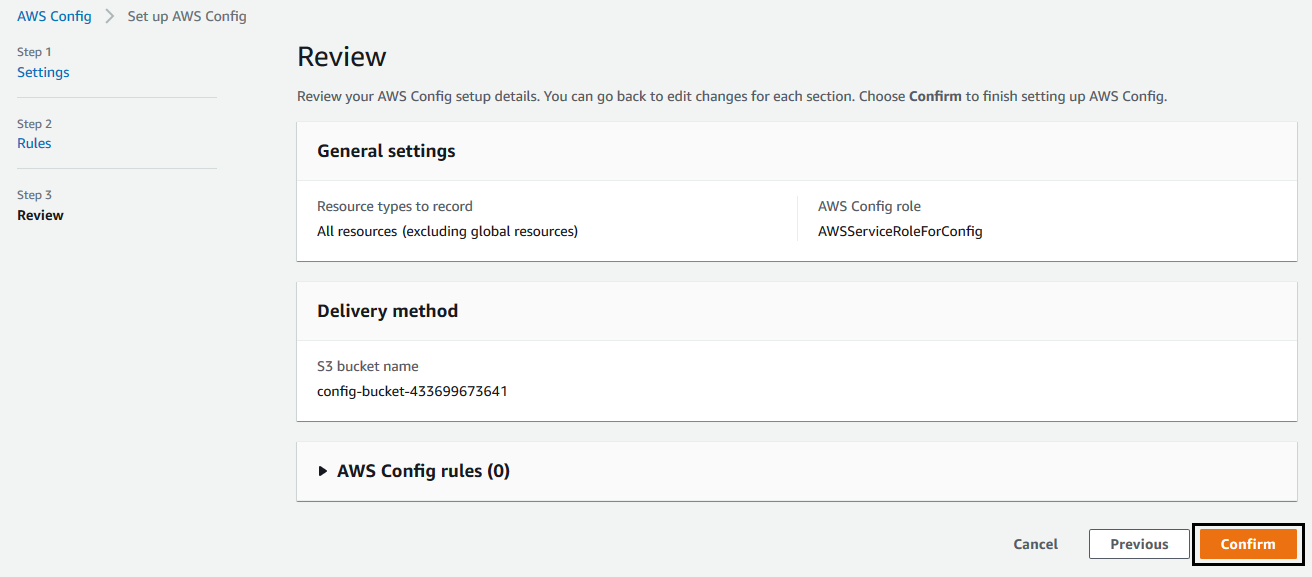 AWS Config > Set up AWS Config
Step 1
Settings
Step 2
Rules
Step 3
Review
Review
Review your AWS Config setup details. You can go back to edit changes for each section. Choose Confirm to finish setting up AWS Config.
General settings
Resource types to record
All resources (excluding global resources)
AWS Config role
AWSServiceRoleForConfig
Delivery method
S3 bucket name
config-bucket-433699673641
AWS Config rules (0)
Cancel Previous Confirm